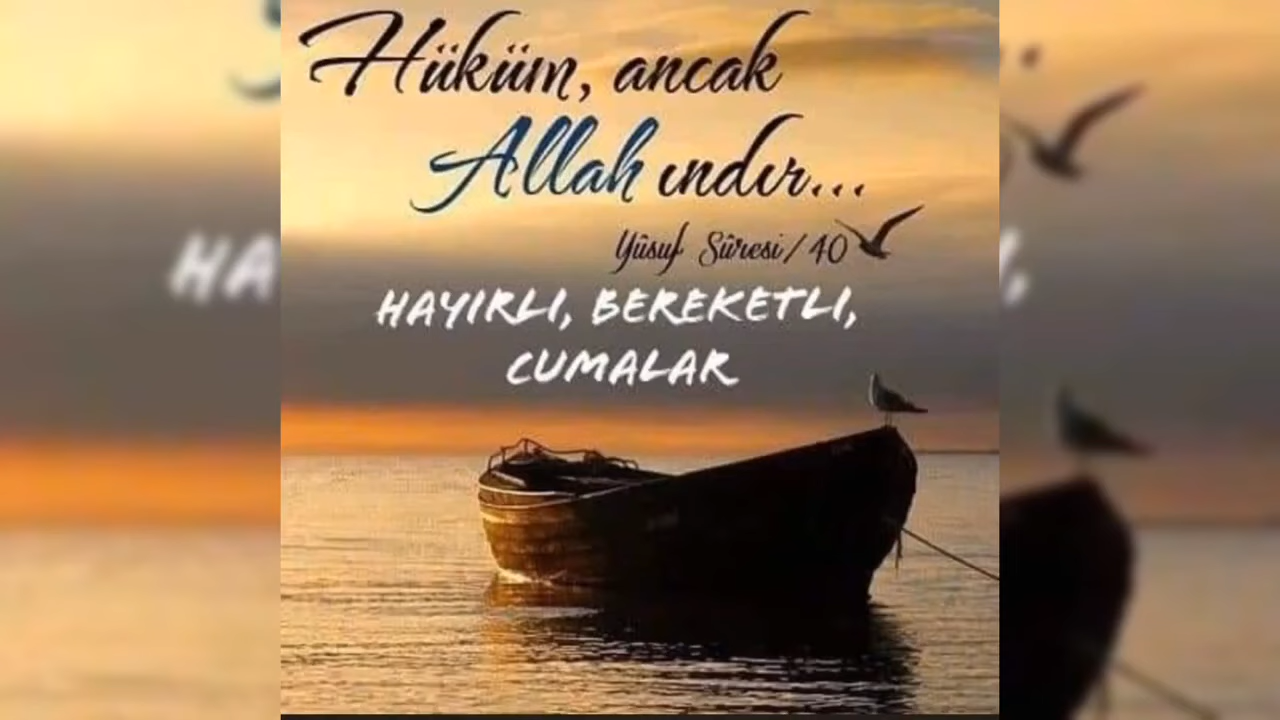 Hüküm, ancak
Allah ındır...
Yûsuf Sûresi/40
HAYIRLI, BEREKETLI,
CUMALAR